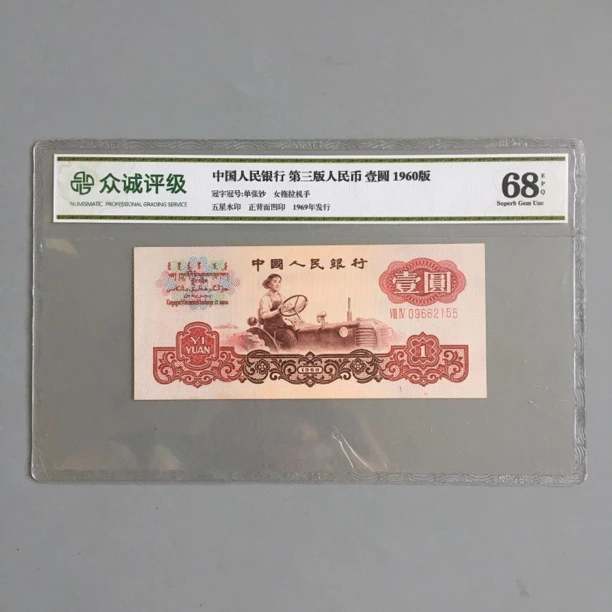 众诚评级
NUMISMATIC PROFESSIONAL GRADING SERVICE
中国人民银行 第三版人民币 壹圆 1960版
冠字冠号:单张钞 女拖拉机手
五星水印 正背面凹印 1969年发行
68 EPQ
Superb Gem Unc
中國人民銀行
壹圓
VIII IV 09662155
YI
YUAN
1960
1